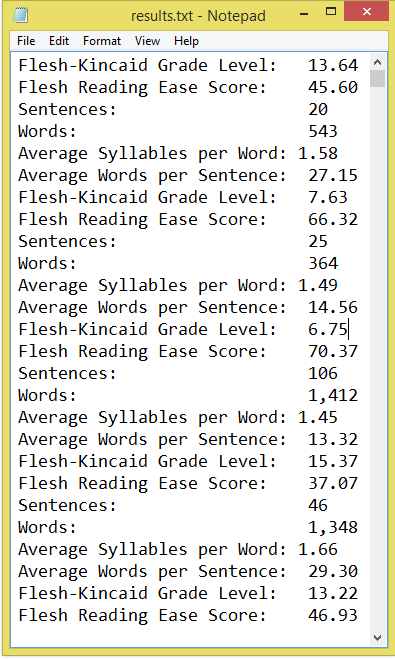 results.txt - Notepad
File Edit Format View Help
Flesh-Kincaid Grade Level: 13.64
Flesh Reading Ease Score: 45.60
Sentences: 20
Words: 543
Average Syllables per Word: 1.58
Average Words per Sentence: 27.15
Flesh-Kincaid Grade Level: 7.63
Flesh Reading Ease Score: 66.32
Sentences: 25
Words: 364
Average Syllables per Word: 1.49
Average Words per Sentence: 14.56
Flesh-Kincaid Grade Level: 6.75
Flesh Reading Ease Score: 70.37
Sentences: 106
Words: 1,412
Average Syllables per Word: 1.45
Average Words per Sentence: 13.32
Flesh-Kincaid Grade Level: 15.37
Flesh Reading Ease Score: 37.07
Sentences: 46
Words: 1,348
Average Syllables per Word: 1.66
Average Words per Sentence: 29.30
Flesh-Kincaid Grade Level: 13.22
Flesh Reading Ease Score: 46.93